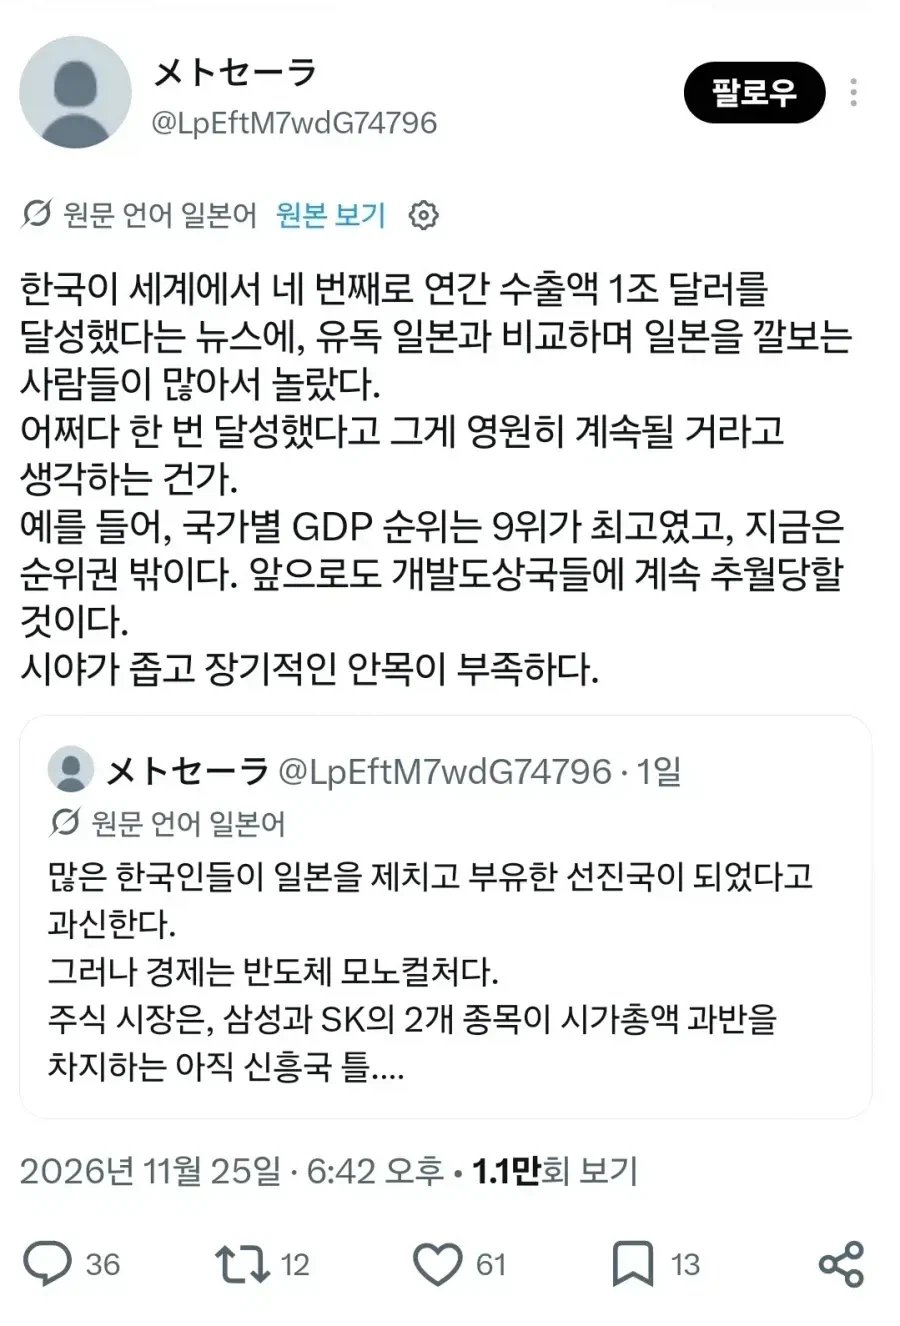 メトセーラ
팔로우
@LpEftM7wdG74796
원문 언어 일본어 원본 보기
한국이 세계에서 네 번째로 연간 수출액 1조 달러를
달성했다는 뉴스에, 유독 일본과 비교하며 일본을 깔보는
사람들이 많아서 놀랐다.
어쩌다 한 번 달성했다고 그게 영원히 계속될 거라고
생각하는 건가.
예를 들어, 국가별 GDP 순위는 9위가 최고였고, 지금은
순위권 밖이다. 앞으로도 개발도상국들에 계속 추월당할
것이다.
시야가 좁고 장기적인 안목이 부족하다.
メトセーラ @LpEftM7wdG74796 · 1일
원문 언어 일본어
많은 한국인들이 일본을 제치고 부유한 선진국이 되었다고
과신한다.
그러나 경제는 반도체 모노컬처다.
주식 시장은, 삼성과 SK의 2개 종목이 시가총액 과반을
차지하는 아직 신흥국 틀....
2026년 11월 25일 · 6:42 오후 · 1.1만회 보기
36 12 61 13